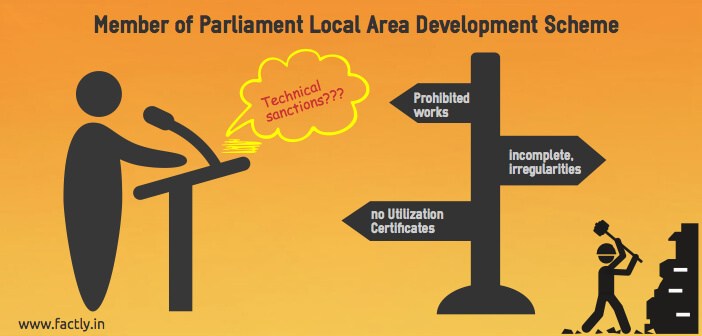 Member of Parliament Local Area Development Scheme
Technical
sanctions???
Prohibited
works
incomplete,
irregularities
no Utilization
Certificates
www.factly.in